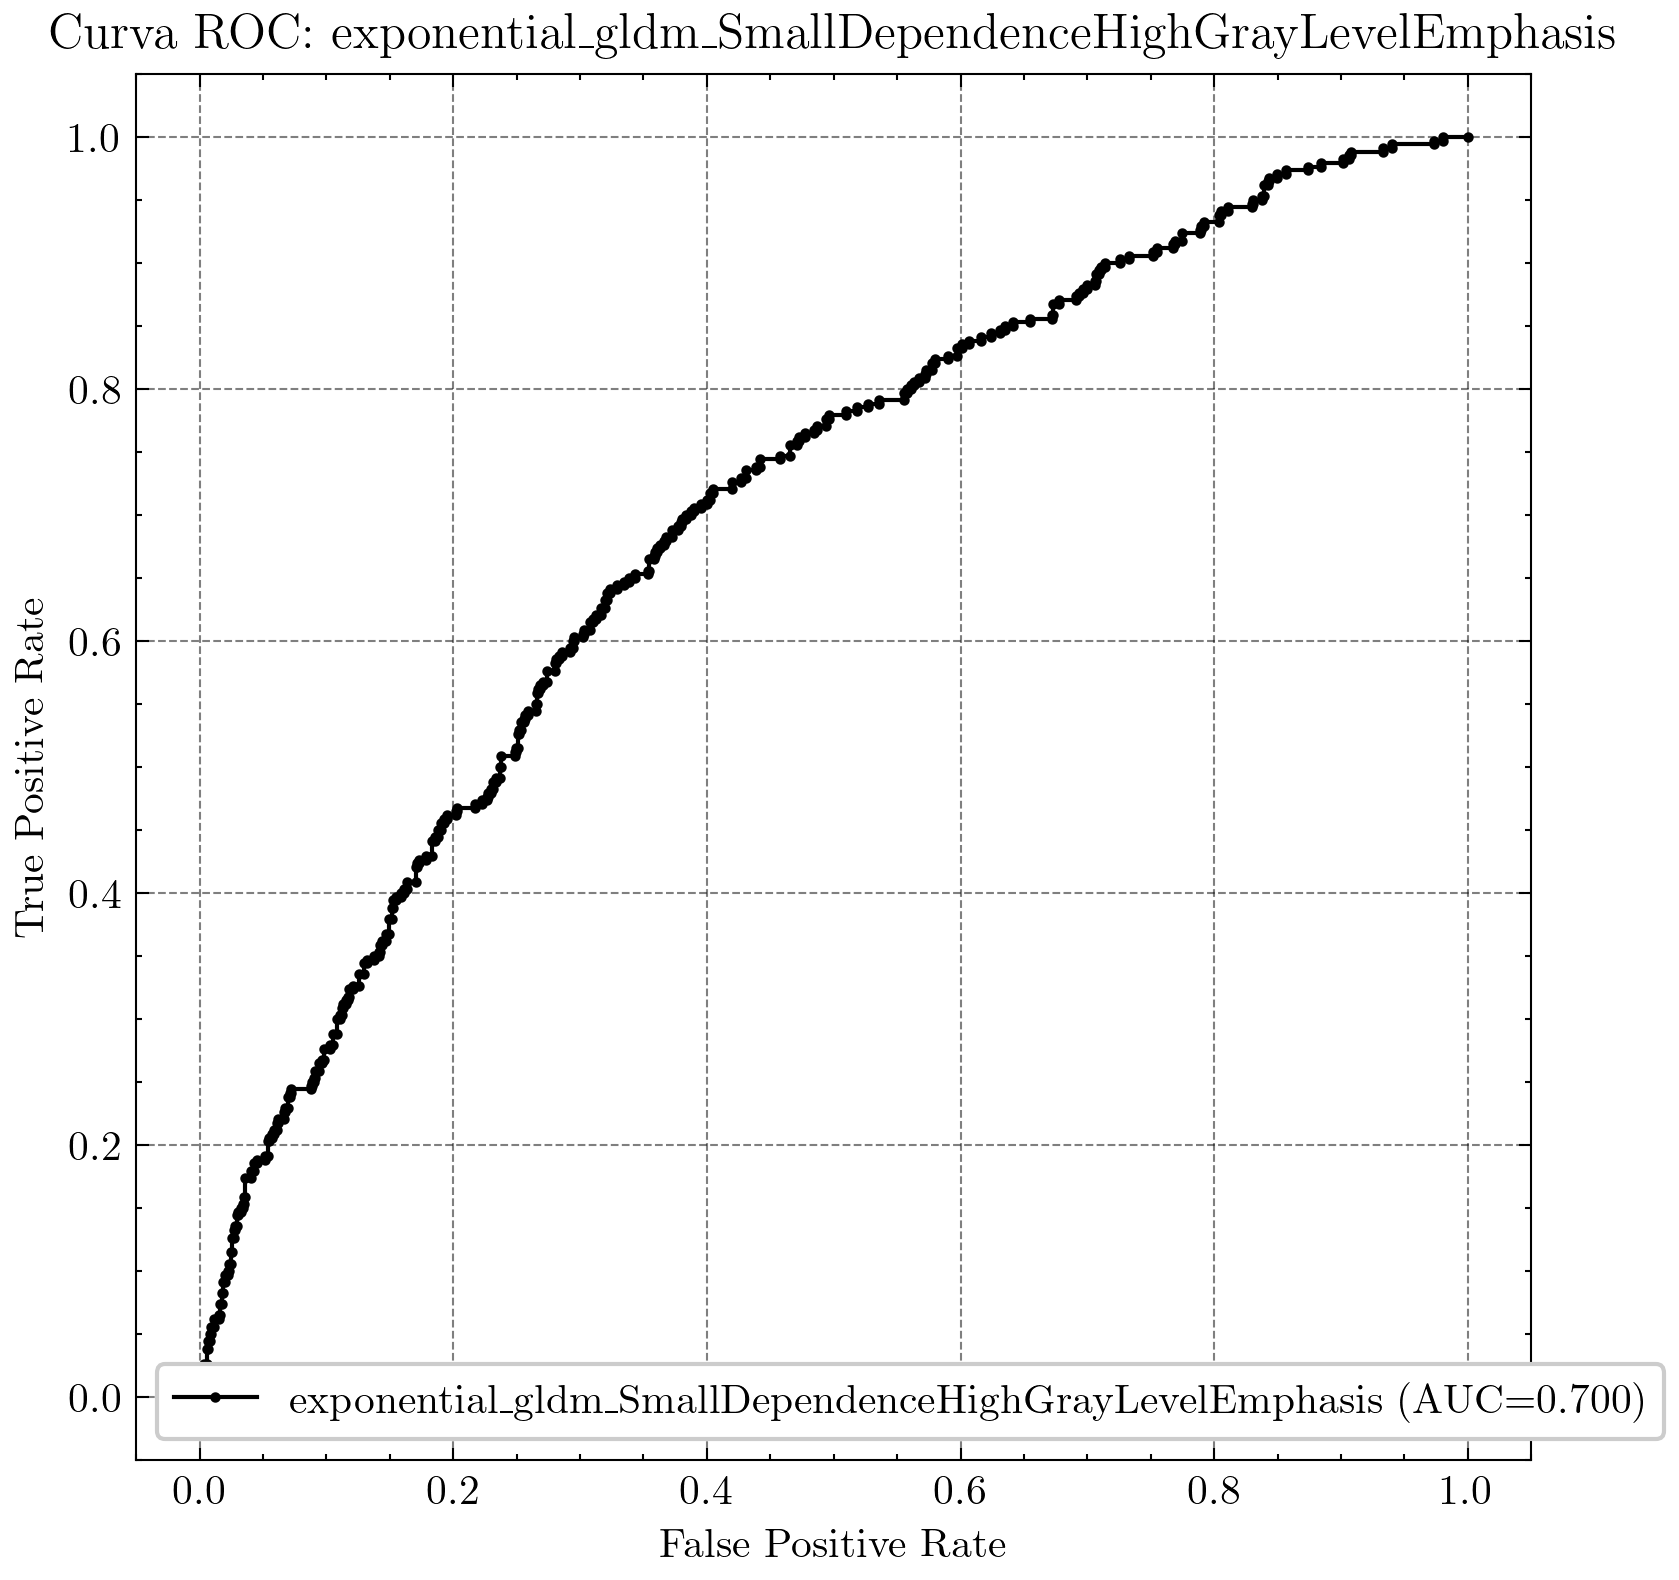 Curva ROC: exponential_gldm_SmallDependenceHighGrayLevelEmphasis
1.0
0.8
0.6
0.4
0.2
0.0
True Positive Rate
exponential_gldm_SmallDependenceHighGrayLevelEmphasis (AUC=0.700)
0.0 0.2 0.4 0.6 0.8 1.0
False Positive Rate